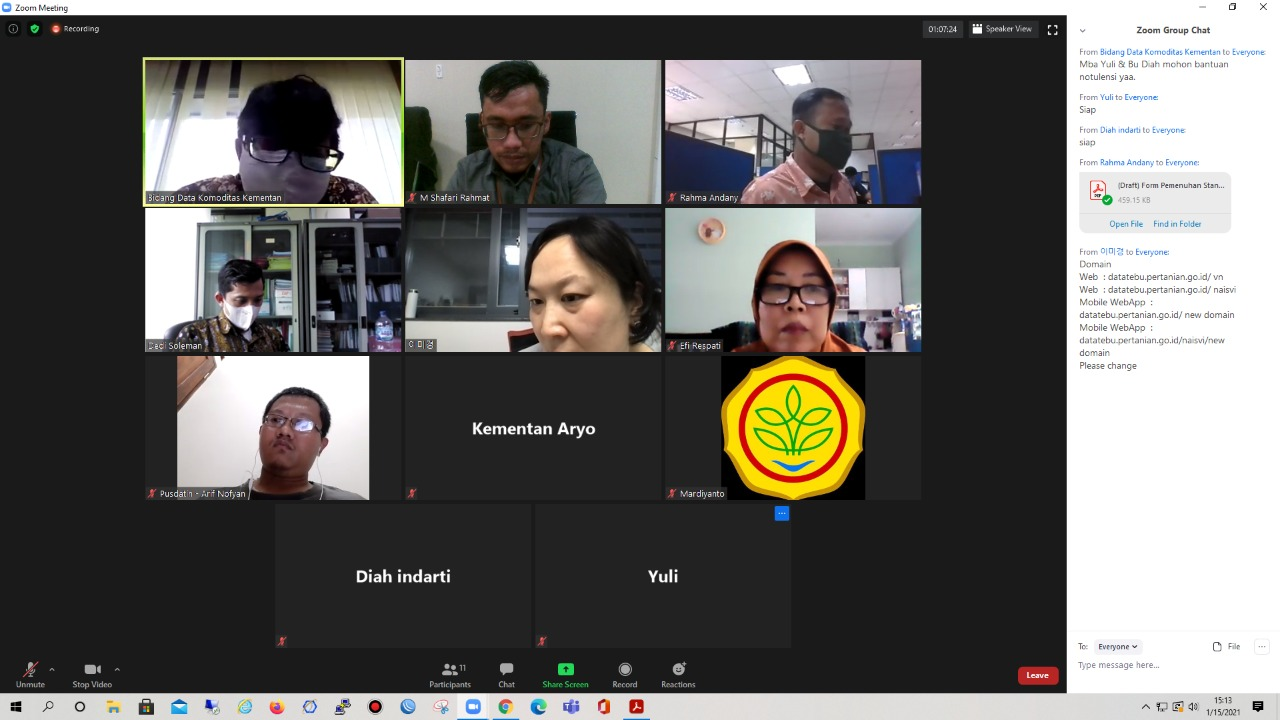 Zoom Meeting
Recording
01:07:24
Speaker View
Bidang Data Komoditas Kementan
M Shafari Rahmat
Rahma Andany
Dedi Soleman
이미경
Efi Respati
Pusdatin - Arif Nofyan
Kementan Aryo
Mardiyanto
Diah indarti
Yuli
Unmute
Stop Video
Participants
11
Chat
Share Screen
Record
Reactions
Leave
Zoom Group Chat
From Bidang Data Komoditas Kementan to Everyone:
Mba Yuli & Bu Diah mohon bantuan
notulensi yaa.
From Yuli to Everyone:
Siap
From Diah indarti to Everyone:
siap
From Rahma Andany to Everyone:
(Draft) Form Pemenuhan Stan...
459.15 KB
Open File
Find in Folder
From 이미경 to Everyone:
Domain
Web : datatebu.pertanian.go.id/ vn
Web : datatebu.pertanian.go.id/ naisvi
Mobile WebApp :
datatebu.pertanian.go.id/ new domain
Mobile WebApp :
datatebu.pertanian.go.id/naisvi/new
domain
Please change
To:
Everyone
File
Type message here...
15:13
1/15/2021